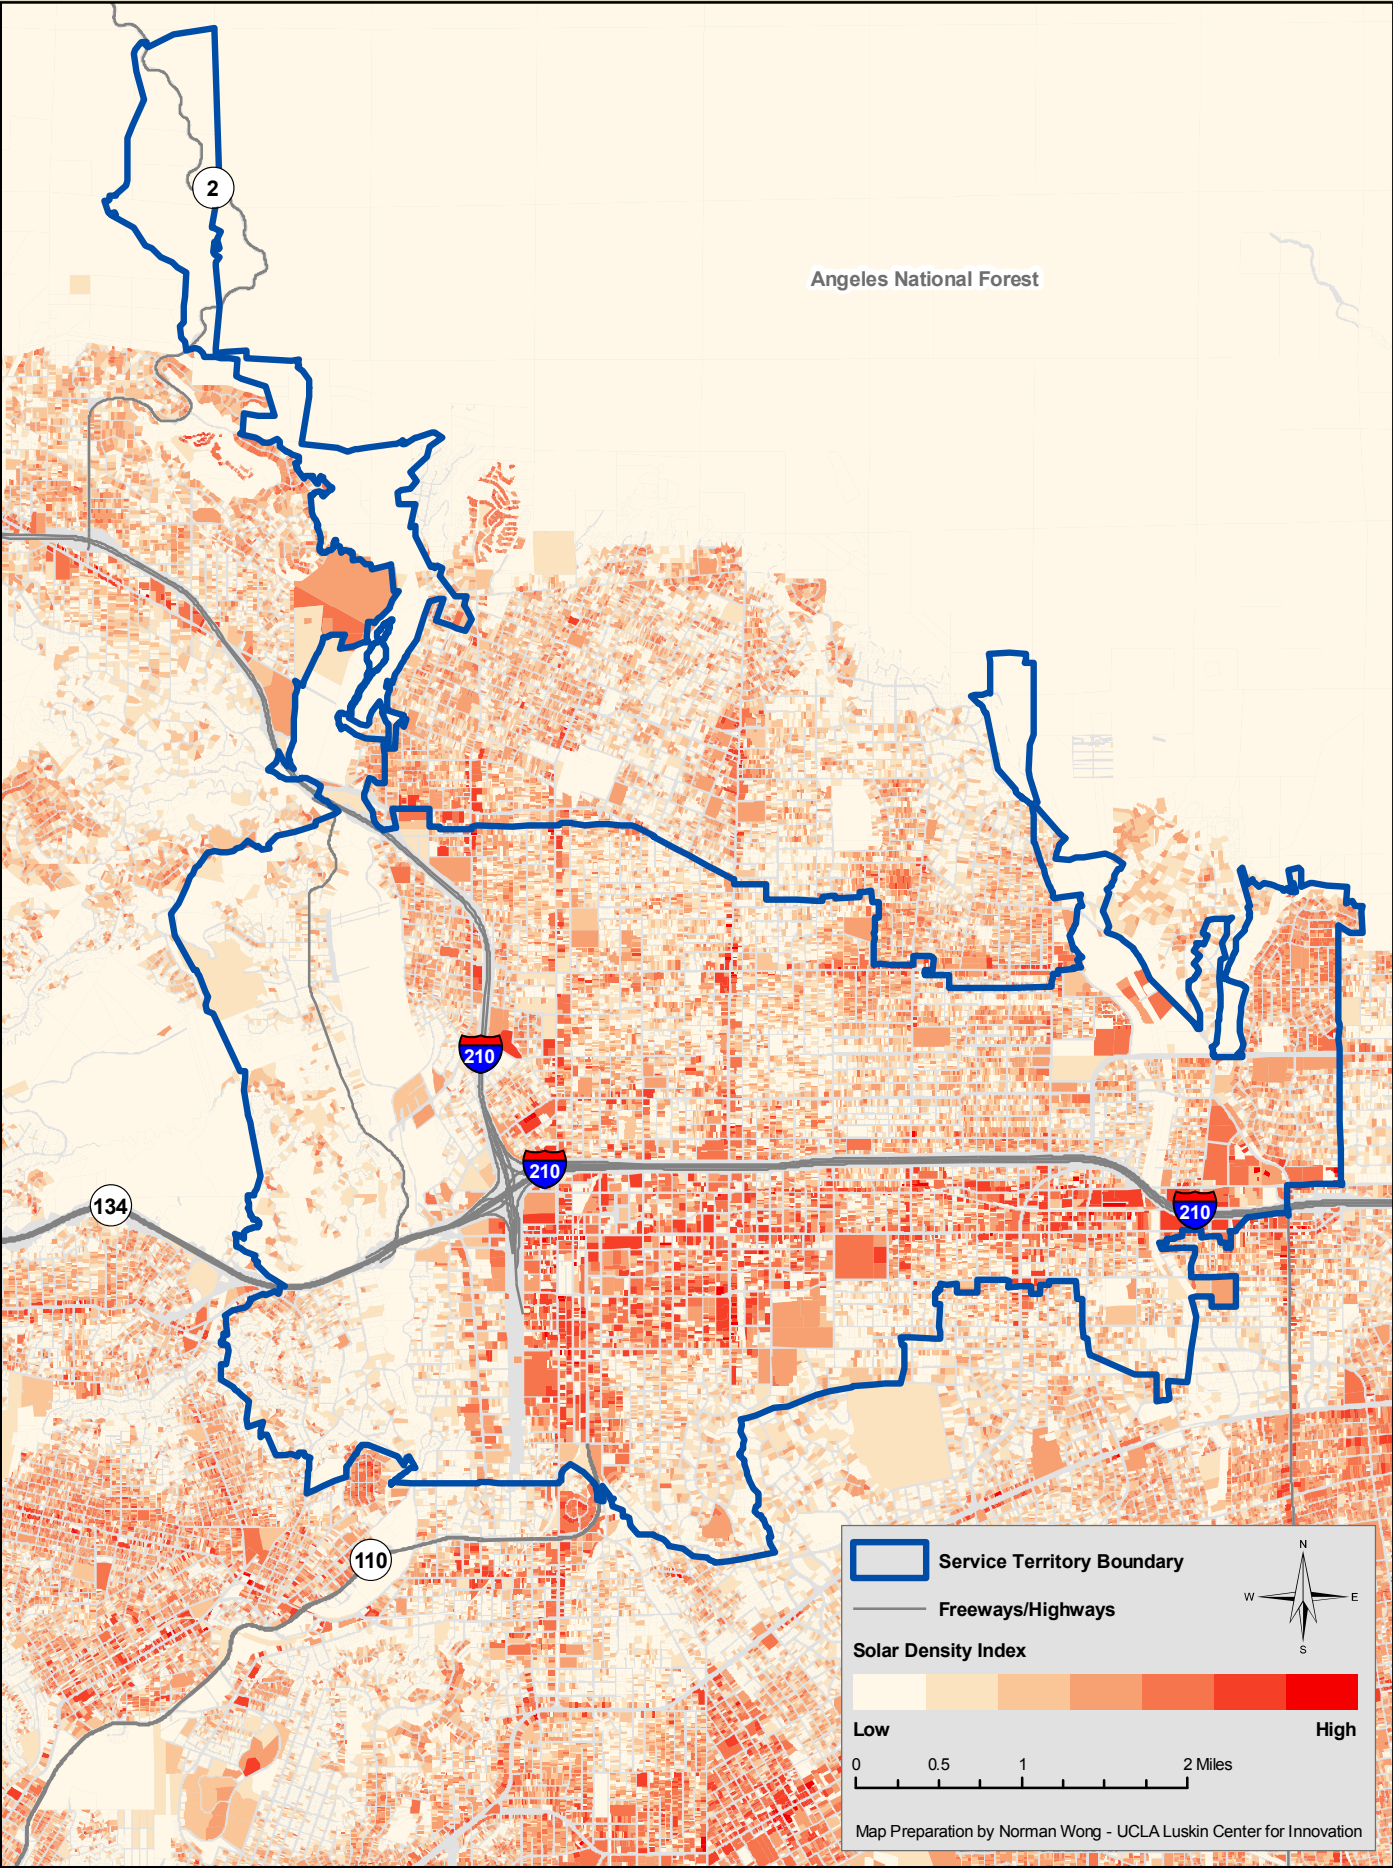 2
Angeles National Forest
210
210
134
210
110
Service Territory Boundary
Freeways/Highways
Solar Density Index
Low High
0 0.5 1 2 Miles
N
W E
S
Map Preparation by Norman Wong - UCLA Luskin Center for Innovation